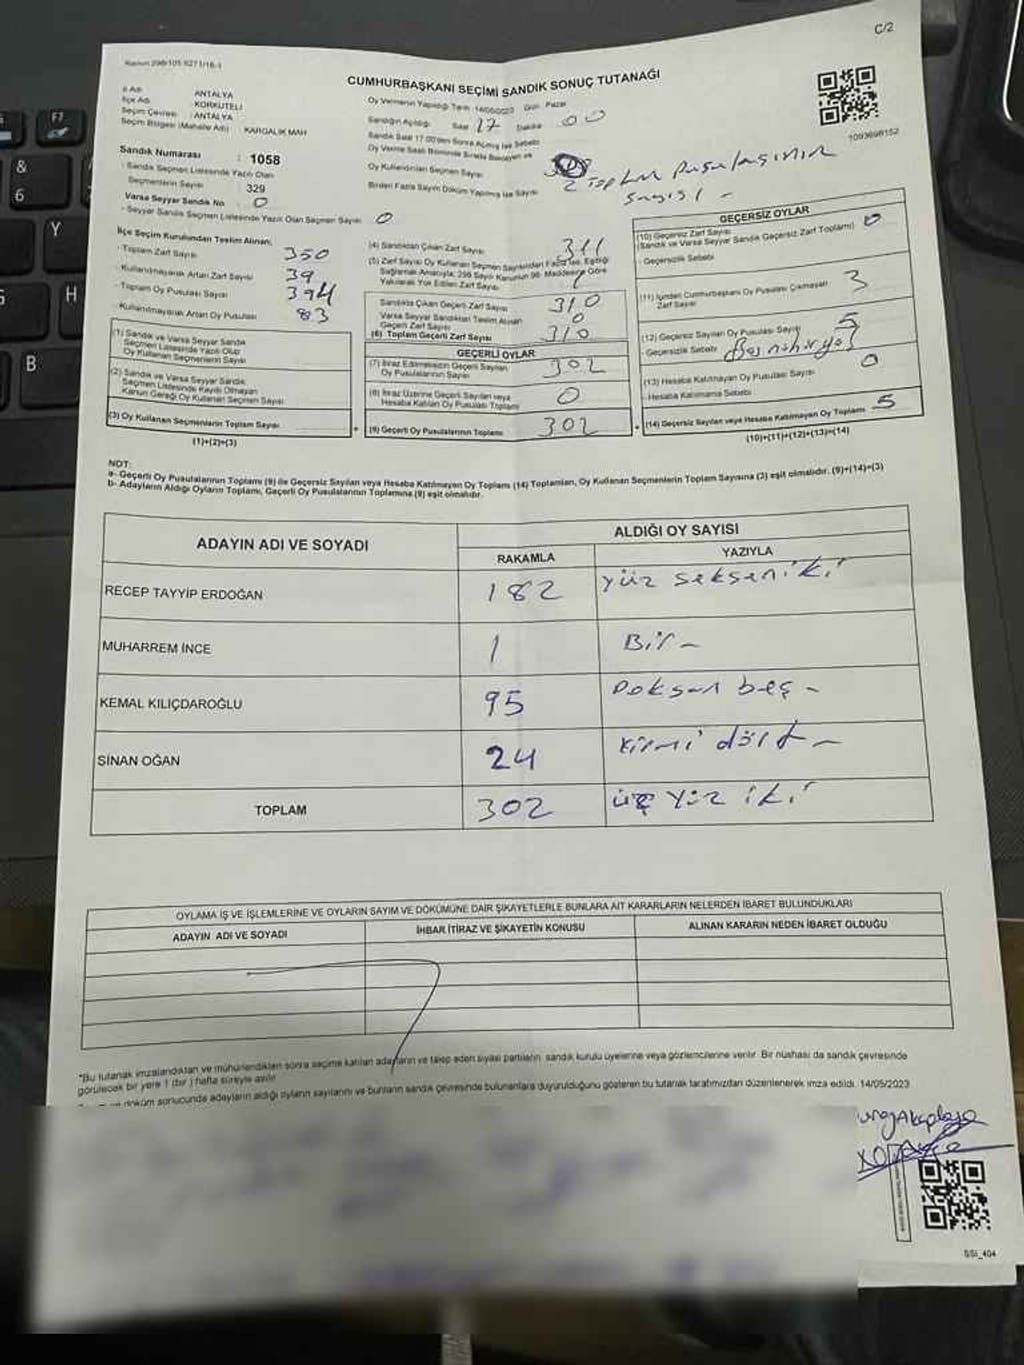 C/2
Kanun 298/105 6271/18-1
CUMHURBAŞKANI SEÇİMİ SANDIK SONUÇ TUTANAĞI
İl Adı : ANTALYA
İlçe Adı : KORKUTELİ
Seçim Çevresi : ANTALYA
Seçim Bölgesi (Mahalle Adı) : KARGALIK MAH
Sandık Numarası : 1058
- Sandık Seçmen Listesinde Yazılı Olan
Seçmenlerin Sayısı 329
Varsa Seyyar Sandık No : 0
- Seyyar Sandık Seçmen Listesinde Yazılı Olan Seçmen Sayısı 0
Oy Vermenin Yapıldığı Tarih: 14/05/2023 Gün: Pazar
Sandığın Açıldığı Saat 17 Dakika 00
Sandık Saat 17.00'den Sonra Açılmış İse Sebebi
Oy Verme Saati Bitiminde Sırada Bekleyen ve
Oy Kullandırılan Seçmen Sayısı
Birden Fazla Sayım Döküm Yapılmış İse Sayısı 2 Toplam Pusulasının
sayısı -
1093698152
İlçe Seçim Kurulundan Teslim Alınan;
- Toplam Zarf Sayısı 350
- Kullanılmayarak Artan Zarf Sayısı 39
- Toplam Oy Pusulası Sayısı 394
- Kullanılmayarak Artan Oy Pusulası 83
(1) Sandık ve Varsa Seyyar Sandık
Seçmen Listesinde Yazılı Olup
Oy Kullanan Seçmenlerin Sayısı
(2) Sandık ve Varsa Seyyar Sandık
Seçmen Listesinde Kayıtlı Olmayan
Kanun Gereği Oy Kullanan Seçmen Sayısı
(3) Oy Kullanan Seçmenlerin Toplam Sayısı
(1)+(2)=(3)
(4) Sandıktan Çıkan Zarf Sayısı 311
(5) Zarf Sayısı Oy Kullanan Seçmen Sayısından Fazla İse, Eşitliği
Sağlamak Amacıyla; 298 Sayılı Kanunun 98. Maddesine Göre
Yakılarak Yok Edilen Zarf Sayısı 1
Sandıkta Çıkan Geçerli Zarf Sayısı 310
Varsa Seyyar Sandıktan Teslim Alınan
Geçerli Zarf Sayısı 0
(6) Toplam Geçerli Zarf Sayısı 310
GEÇERLİ OYLAR
(7) İtiraz Edilmeksizin Geçerli Sayılan
Oy Pusulalarının Sayısı 302
(8) İtiraz Üzerine Geçerli Sayılan veya
Hesaba Katılan Oy Pusulaları Toplamı 0
(9) Geçerli Oy Pusulalarının Toplamı 302
GEÇERSİZ OYLAR
(10) Geçersiz Zarf Sayısı
(Sandık ve Varsa Seyyar Sandık Geçersiz Zarf Toplamı) 0
- Geçersizlik Sebebi
(11) İçinden Cumhurbaşkanı Oy Pusulası Çıkmayan
Zarf Sayısı 3
(12) Geçersiz Sayılan Oy Pusulası Sayısı 5
- Geçersizlik Sebebi
(13) Hesaba Katılmayan Oy Pusulası Sayısı 0
- Hesaba Katılmama Sebebi
(14) Geçersiz Sayılan veya Hesaba Katılmayan Oy Toplamı 5
(10)+(11)+(12)+(13)=(14)
NOT:
a- Geçerli Oy Pusulalarının Toplamı (9) ile Geçersiz Sayılan veya Hesaba Katılmayan Oy Toplam (14) Toplamları, Oy Kullanan Seçmenlerin Toplam Sayısına (3) eşit olmalıdır. (9)+(14)=(3)
b- Adayların Aldığı Oyların Toplamı, Geçerli Oy Pusulalarının Toplamına (9) eşit olmalıdır.
ADAYIN ADI VE SOYADI
ALDIĞI OY SAYISI
RAKAMLA YAZIYLA
RECEP TAYYİP ERDOĞAN 182 yüz seksen iki
MUHARREM İNCE 1 Bir -
KEMAL KILIÇDAROĞLU 95 Doksan beş -
SİNAN OĞAN 24 Yirmi dört -
TOPLAM 302 üç yüz iki
OYLAMA İŞ VE İŞLEMLERİNE VE OYLARIN SAYIM VE DÖKÜMÜNE DAİR ŞİKAYETLERLE BUNLARA AİT KARARLARIN NELERDEN İBARET BULUNDUKLARI
ADAYIN ADI VE SOYADI İHBAR İTİRAZ VE ŞİKAYETİN KONUSU ALINAN KARARIN NEDEN İBARET OLDUĞU
*Bu tutanak imzalandıktan ve mühürlendikten sonra seçime katılan adayların ve talep eden siyasi partilerin sandık kurulu üyelerine veya gözlemcilerine verilir. Bir nüshası da sandık çevresinde
görülecek bir yere 1 (bir) hafta süreyle asılır.
ve döküm sonucunda adayların aldığı oyların sayılarını ve bunların sandık çevresinde bulunanlara duyurulduğunu gösteren bu tutanak tarafımızdan düzenlenerek imza edildi. 14/05/2023
SSİ_404